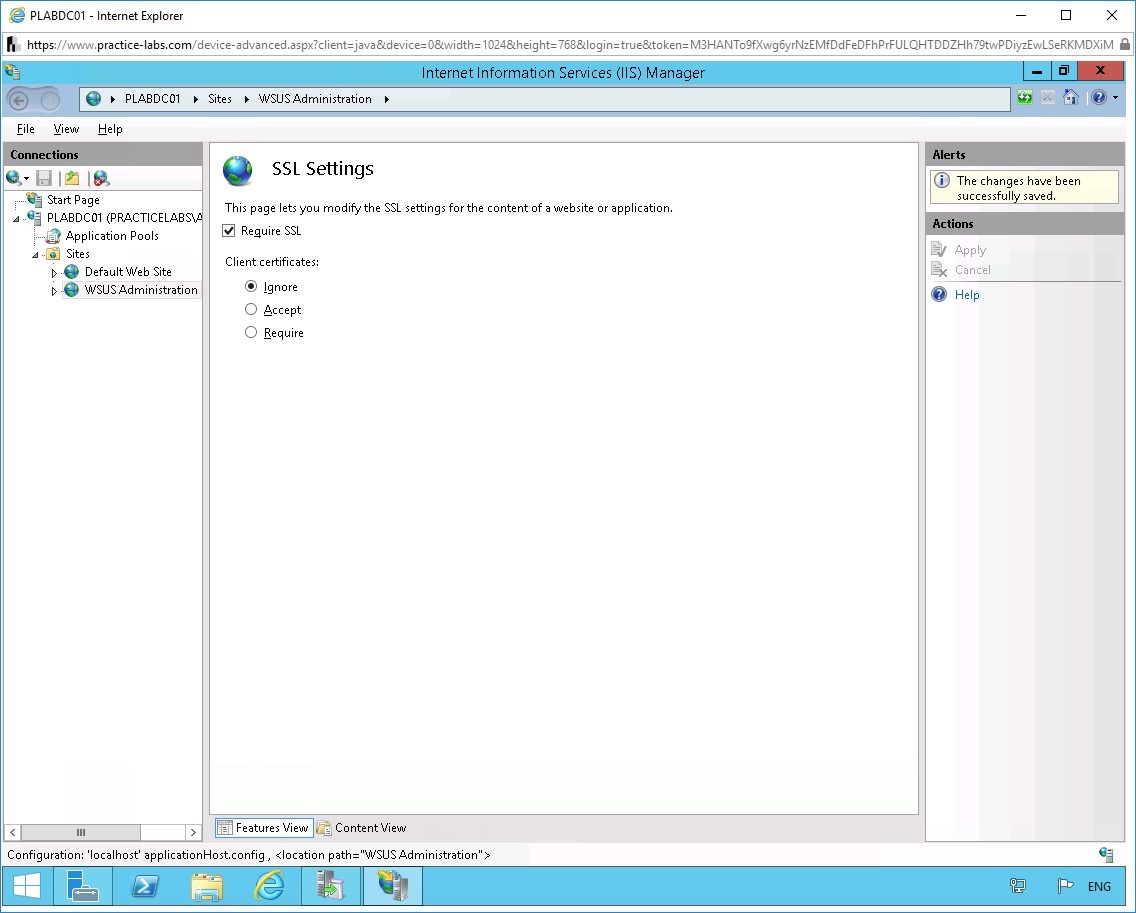 PLABDC01 - Internet Explorer
https://www.practice-labs.com/device-advanced.aspx?client=java&device=0&width=1024&height=768&login=true&token=M3HANTo9fXwg6yrNzEMfDdFeDFhPrFULQHTDDZHh79twPDiyzEwLSeRKMDXiM
Internet Information Services (IIS) Manager
PLABDC01 Sites WSUS Administration
File View Help
Connections
Start Page
PLABDC01 (PRACTICELABS\A
Application Pools
Sites
Default Web Site
WSUS Administration
SSL Settings
This page lets you modify the SSL settings for the content of a website or application.
Require SSL
Client certificates:
Ignore
Accept
Require
Features View Content View
Alerts
The changes have been
successfully saved.
Actions
Apply
Cancel
Help
Configuration: 'localhost' applicationHost.config , <location path="WSUS Administration">
ENG